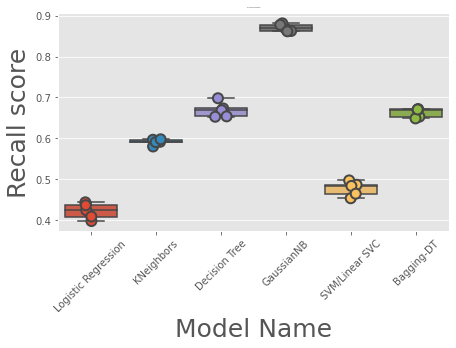 Recall score
0.9
0.8
0.7
0.6
0.5
0.4
Logistic Regression
KNeighbors
Decision Tree
GaussianNB
SVM/Linear SVC
Bagging-DT
Model Name